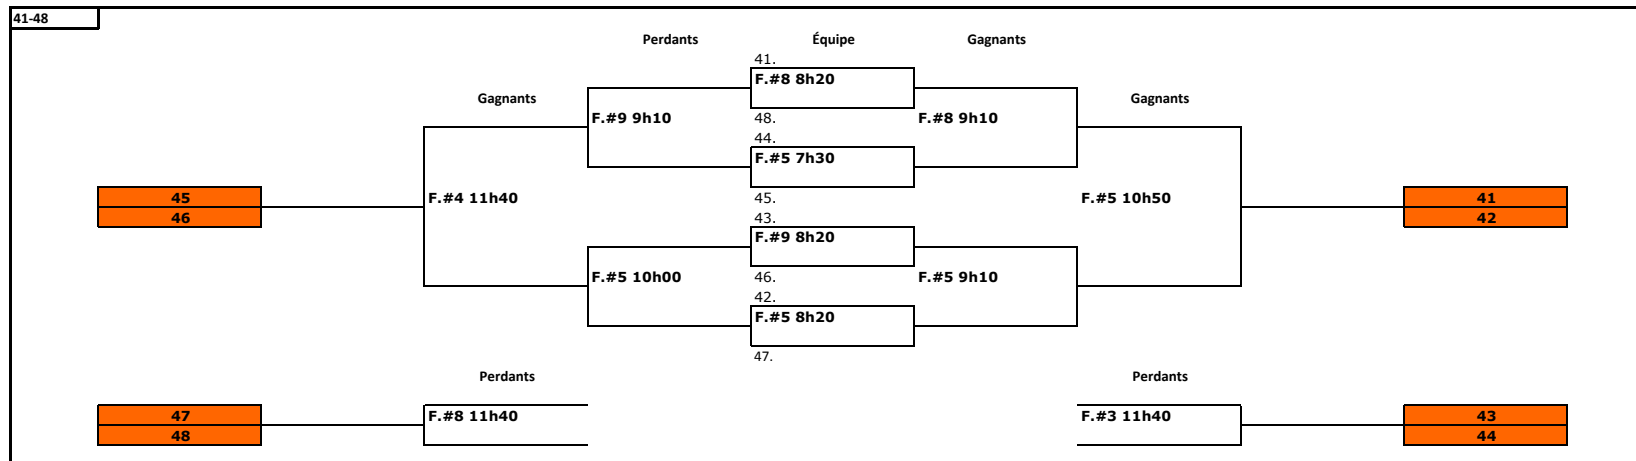 41-48
Perdants Équipe Gagnants
41.
F.#8 8h20
Gagnants Gagnants
F.#9 9h10 48. F.#8 9h10
44.
F.#5 7h30
45 F.#4 11h40 45. F.#5 10h50 41
46 43. 42
F.#9 8h20
F.#5 10h00 46. F.#5 9h10
42.
F.#5 8h20
47.
Perdants Perdants
47 F.#8 11h40 F.#3 11h40 43
48 44